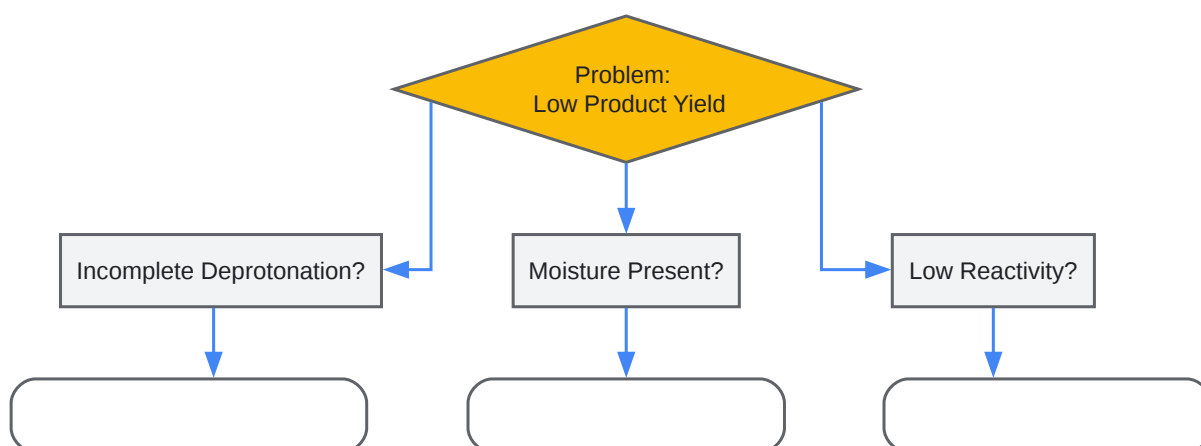 Problem:
Low Product Yield
Incomplete Deprotonation?
Moisture Present?
Low Reactivity?